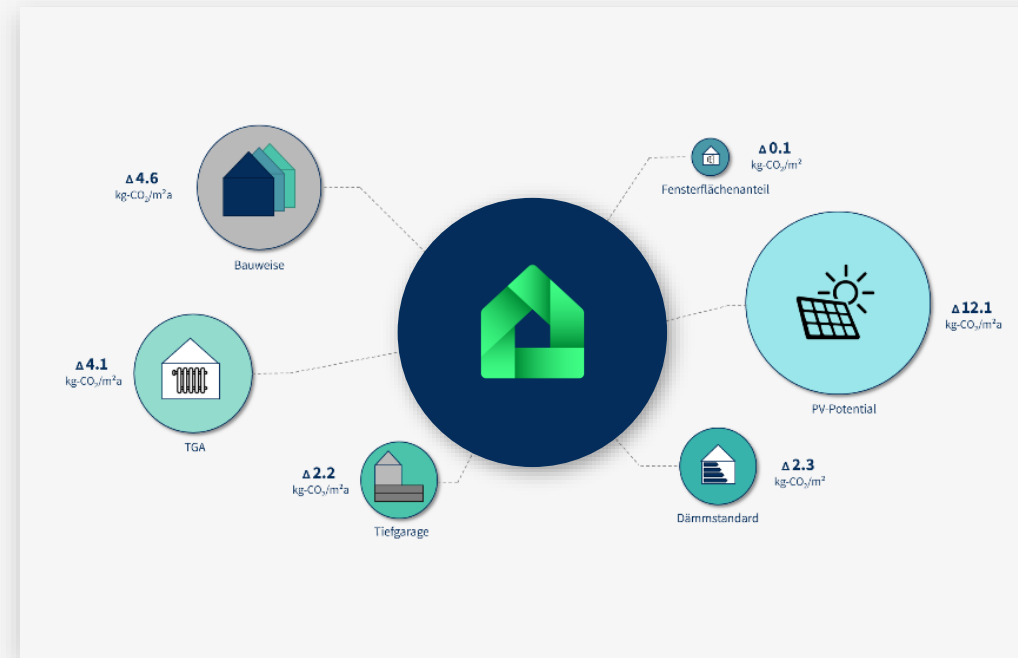 Δ 4.6
kg-CO₂/m²a
Bauweise
Δ 0.1
kg-CO₂/m²
Fensterflächenanteil
Δ 12.1
kg-CO₂/m²a
PV-Potential
Δ 4.1
kg-CO₂/m²a
TGA
Δ 2.2
kg-CO₂/m²a
Tiefgarage
Δ 2.3
kg-CO₂/m²
Dämmstandard